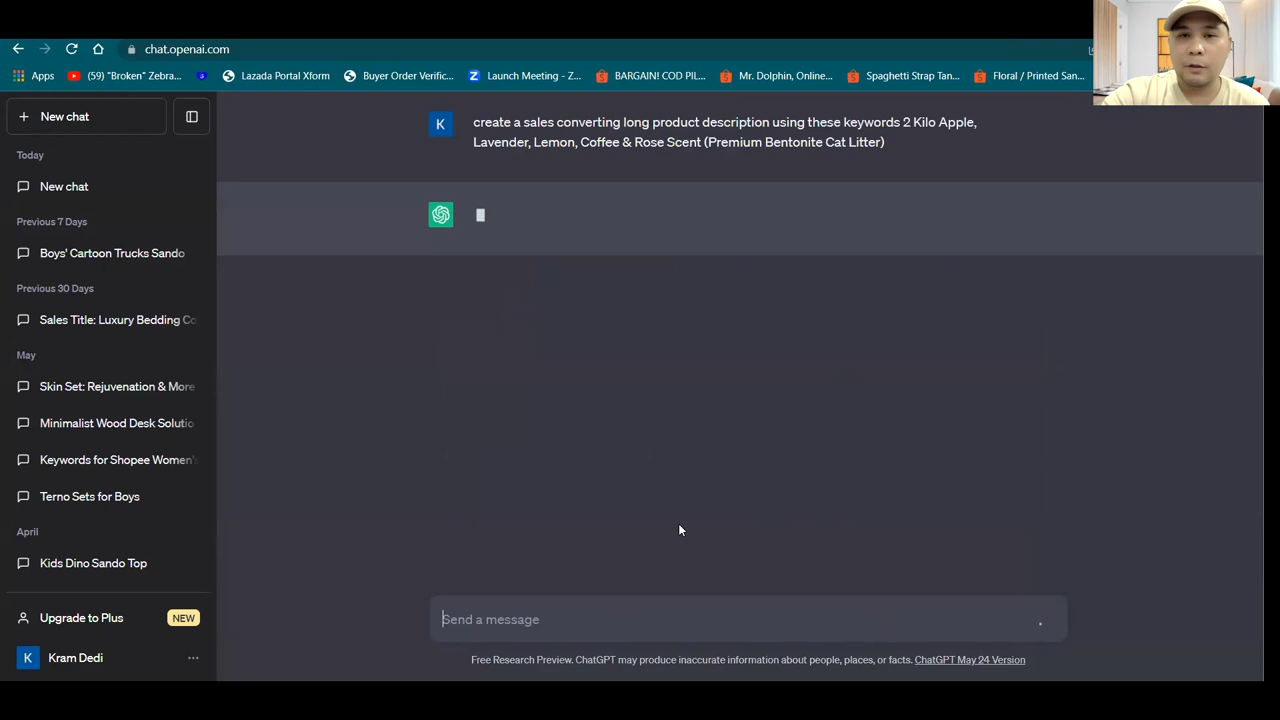 chat.openai.com
Apps
(59) "Broken" Zebra...
Lazada Portal Xform
Buyer Order Verific...
Launch Meeting - Z...
BARGAIN! COD PIL...
Mr. Dolphin, Online...
Spaghetti Strap Tan...
Floral / Printed San...
New chat
Today
New chat
Previous 7 Days
Boys' Cartoon Trucks Sando
Previous 30 Days
Sales Title: Luxury Bedding Co
May
Skin Set: Rejuvenation & More
Minimalist Wood Desk Solutio
Keywords for Shopee Women's
Terno Sets for Boys
April
Kids Dino Sando Top
Upgrade to Plus
NEW
K
Kram Dedi
K
create a sales converting long product description using these keywords 2 Kilo Apple,
Lavender, Lemon, Coffee & Rose Scent (Premium Bentonite Cat Litter)
Send a message
Free Research Preview. ChatGPT may produce inaccurate information about people, places, or facts. ChatGPT May 24 Version